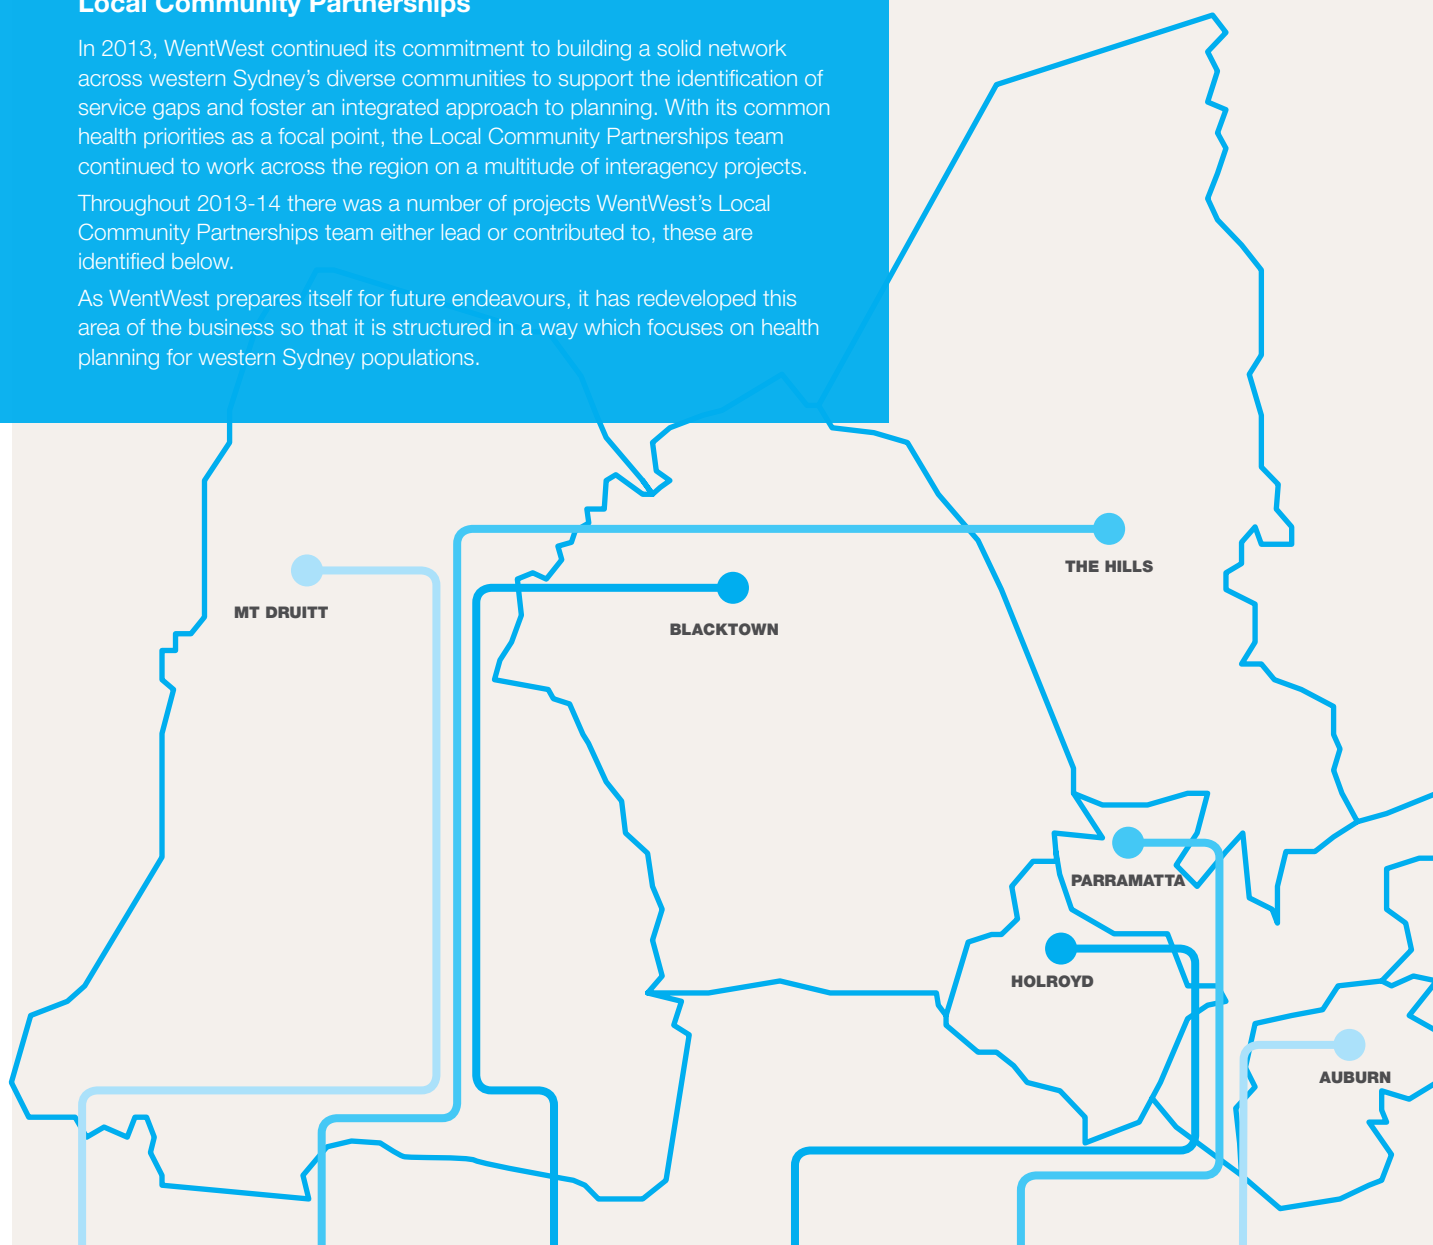 Local Community Partnerships
In 2013, WentWest continued its commitment to building a solid network
across western Sydney’s diverse communities to support the identification of
service gaps and foster an integrated approach to planning. With its common
health priorities as a focal point, the Local Community Partnerships team
continued to work across the region on a multitude of interagency projects.
Throughout 2013-14 there was a number of projects WentWest’s Local
Community Partnerships team either lead or contributed to, these are
identified below.
As WentWest prepares itself for future endeavours, it has redeveloped this
area of the business so that it is structured in a way which focuses on health
planning for western Sydney populations.
THE HILLS
MT DRUITT
BLACKTOWN
PARRAMATTA
HOLROYD
AUBURN